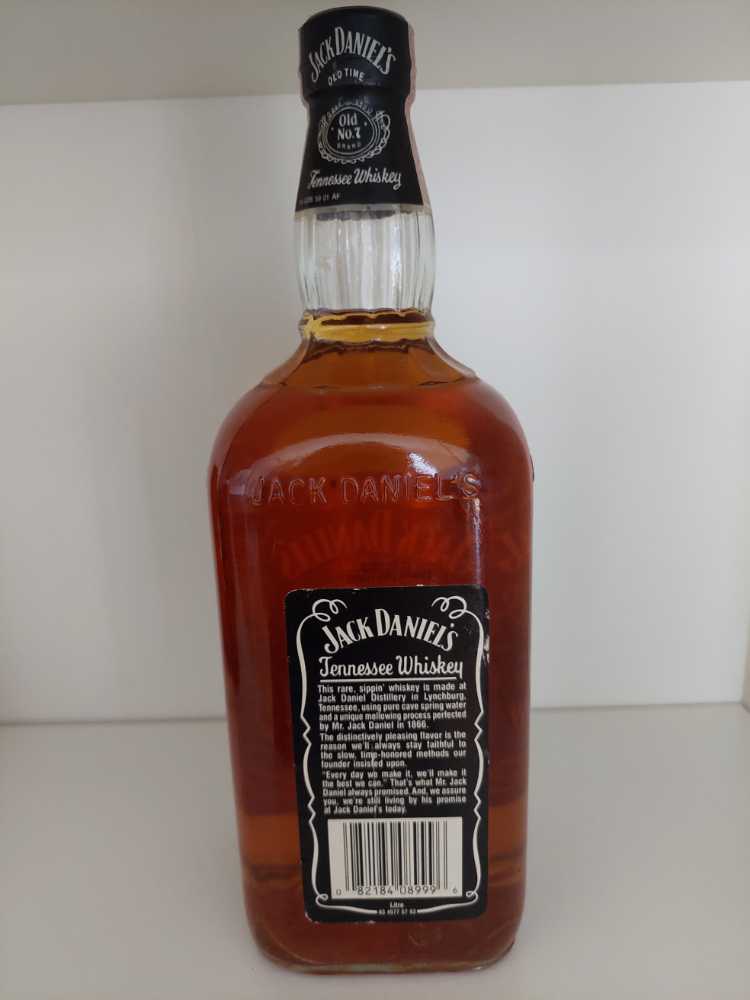 JACK DANIEL'S
OLD TIME
Old
No.7
BRAND
Tennessee Whiskey
59 01 AF
JACK DANIEL'S
JACK DANIEL'S
Tennessee Whiskey
This rare, sippin' whiskey is made at
Jack Daniel Distillery in Lynchburg,
Tennessee, using pure cave spring water
and a unique mellowing process perfected
by Mr. Jack Daniel in 1866.
The distinctively pleasing flavor is the
reason we'll always stay faithful to
the slow, time-honored methods our
founder insisted upon.
"Every day we make it, we'll make it
the best we can." That's what Mr. Jack
Daniel always promised. And, we assure
you, we're still living by his promise
at Jack Daniel's today.
0 82184 08999 6
Litre